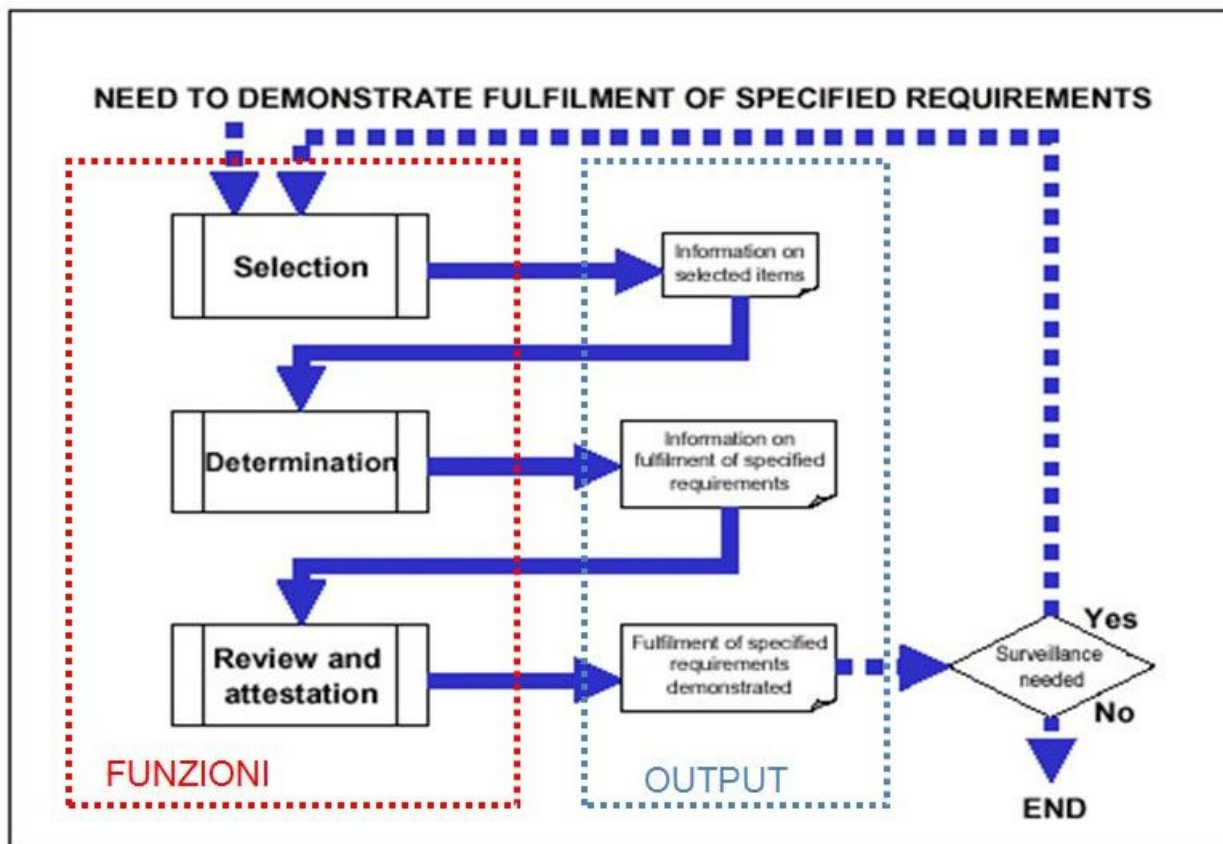 NEED TO DEMONSTRATE FULFILMENT OF SPECIFIED REQUIREMENTS
Selection
Information on
selected items
Determination
Information on
fulfilment of specified
requirements
Review and
attestation
Fulfilment of specified
requirements
demonstrated
Surveillance
needed
Yes
No
END
FUNZIONI
OUTPUT